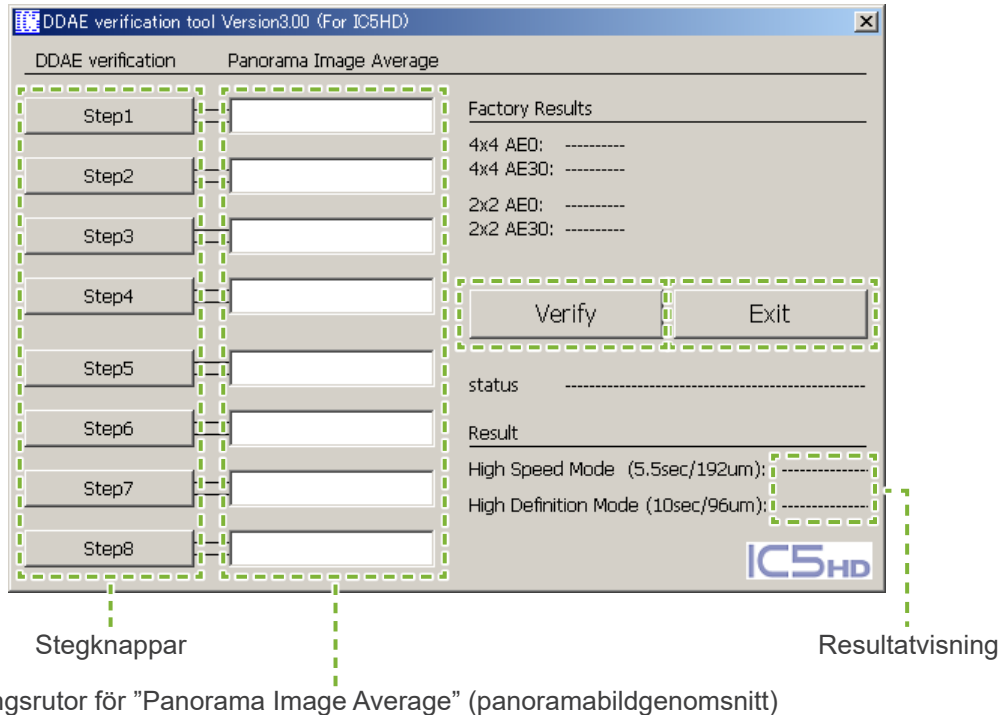 DDAE verification tool Version3.00 (For IC5HD)
DDAE verification Panorama Image Average
Step1
Step2
Step3
Step4
Step5
Step6
Step7
Step8
Factory Results
4x4 AE0: ----------
4x4 AE30: ----------
2x2 AE0: ----------
2x2 AE30: ----------
Verify Exit
status --------------------------------------------------
Result
High Speed Mode (5.5sec/192um): ---------------
High Definition Mode (10sec/96um): ---------------
IC5HD
Stegknappar
Resultatvisning
för ”Panorama Image Average” (panoramabildgenomsnitt)